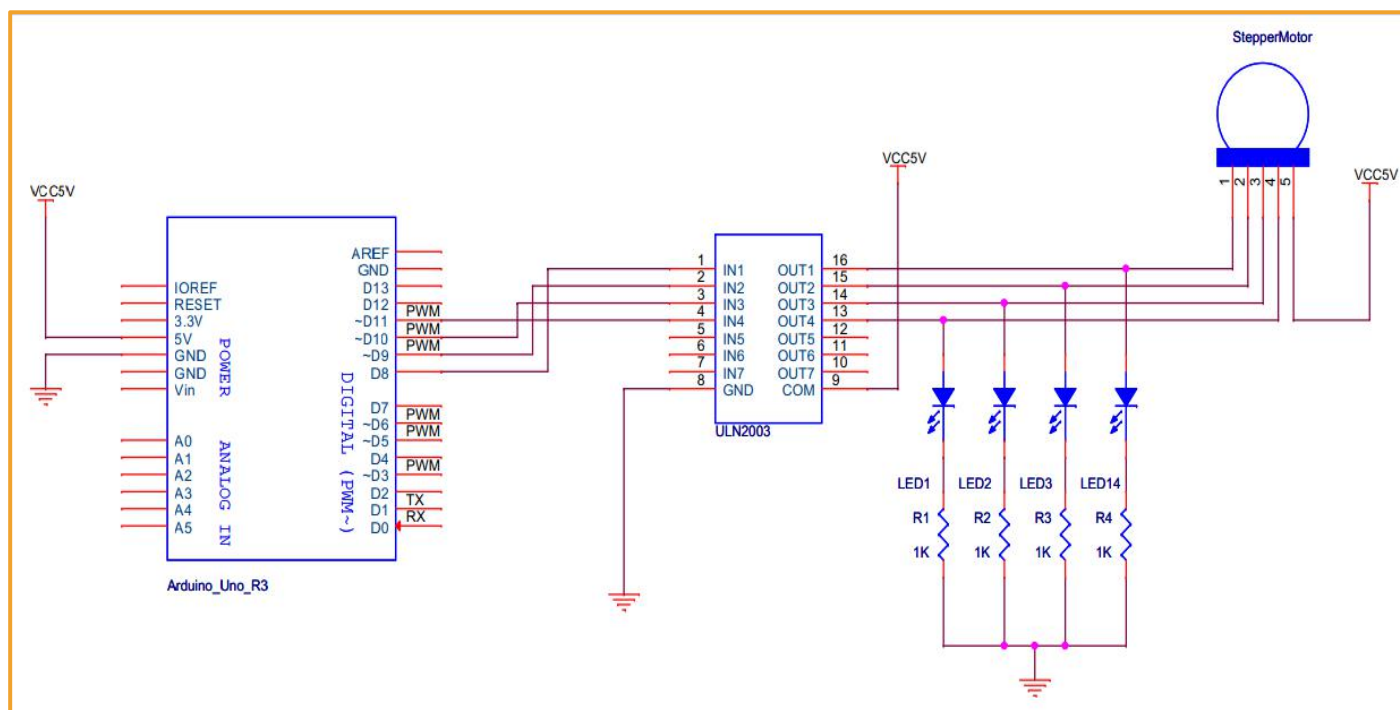 StepperMotor
1 2 3 4 5
VCC5V
VCC5V
VCC5V
AREF
GND
D13
D12
PWM
~D11
PWM
~D10
PWM
~D9
D8
D7
PWM
~D6
PWM
~D5
D4
PWM
~D3
D2
TX
D1
RX
D0
IOREF
RESET
3.3V
5V
GND
GND
Vin
A0
A1
A2
A3
A4
A5
POWER
ANALOG IN
DIGITAL (PWM~)
Arduino_Uno_R3
1 IN1 OUT1 16
2 IN2 OUT2 15
3 IN3 OUT3 14
4 IN4 OUT4 13
5 IN5 OUT5 12
6 IN6 OUT6 11
7 IN7 OUT7 10
8 GND COM 9
ULN2003
LED1 LED2 LED3 LED14
R1 R2 R3 R4
1K 1K 1K 1K